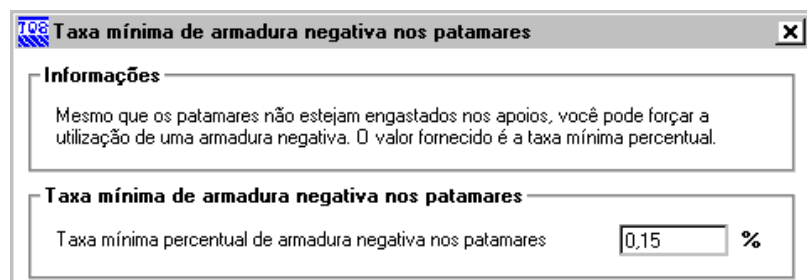 TQS Taxa mínima de armadura negativa nos patamares
Informações
Mesmo que os patamares não estejam engastados nos apoios, você pode forçar a
utilização de uma armadura negativa. O valor fornecido é a taxa mínima percentual.
Taxa mínima de armadura negativa nos patamares
Taxa mínima percentual de armadura negativa nos patamares 0,15 %